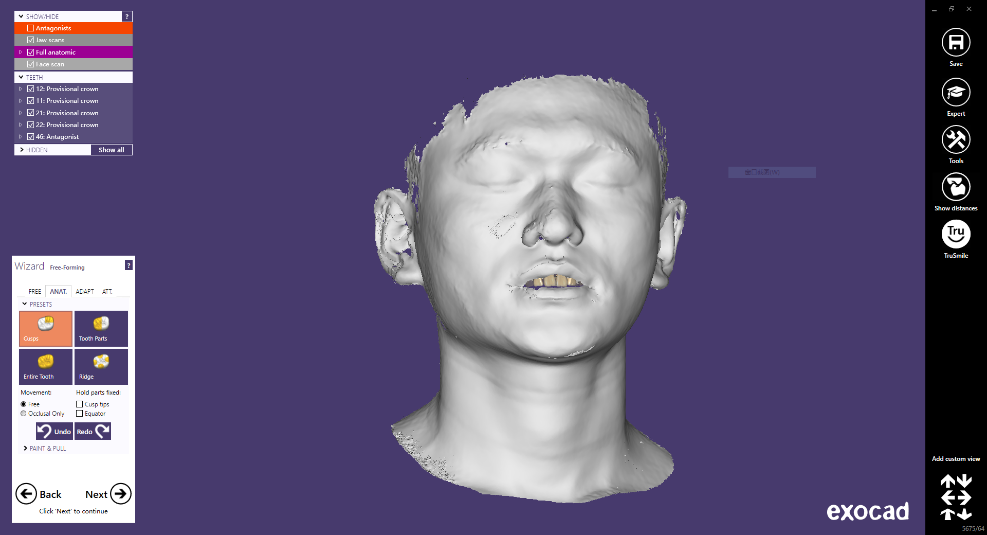 SHOW/HIDE
?
Antagonists
Jaw scans
Full anatomic
Face scan
TEETH
12: Provisional crown
11: Provisional crown
21: Provisional crown
22: Provisional crown
46: Antagonist
HIDDEN
Show all
Wizard Free-Forming
?
FREE ANAT. ADAPT ATT.
PRESETS
Cusps
Tooth Parts
Entire Tooth
Ridge
Movement: Hold parts fixed:
Free
Cusp tips
Occlusal Only
Equator
Undo
Redo
PAINT & PULL
Back
Next
Click 'Next' to continue
Save
Expert
Tools
Show distances
Tru
TruSmile
Add custom view
exocad
5675/64